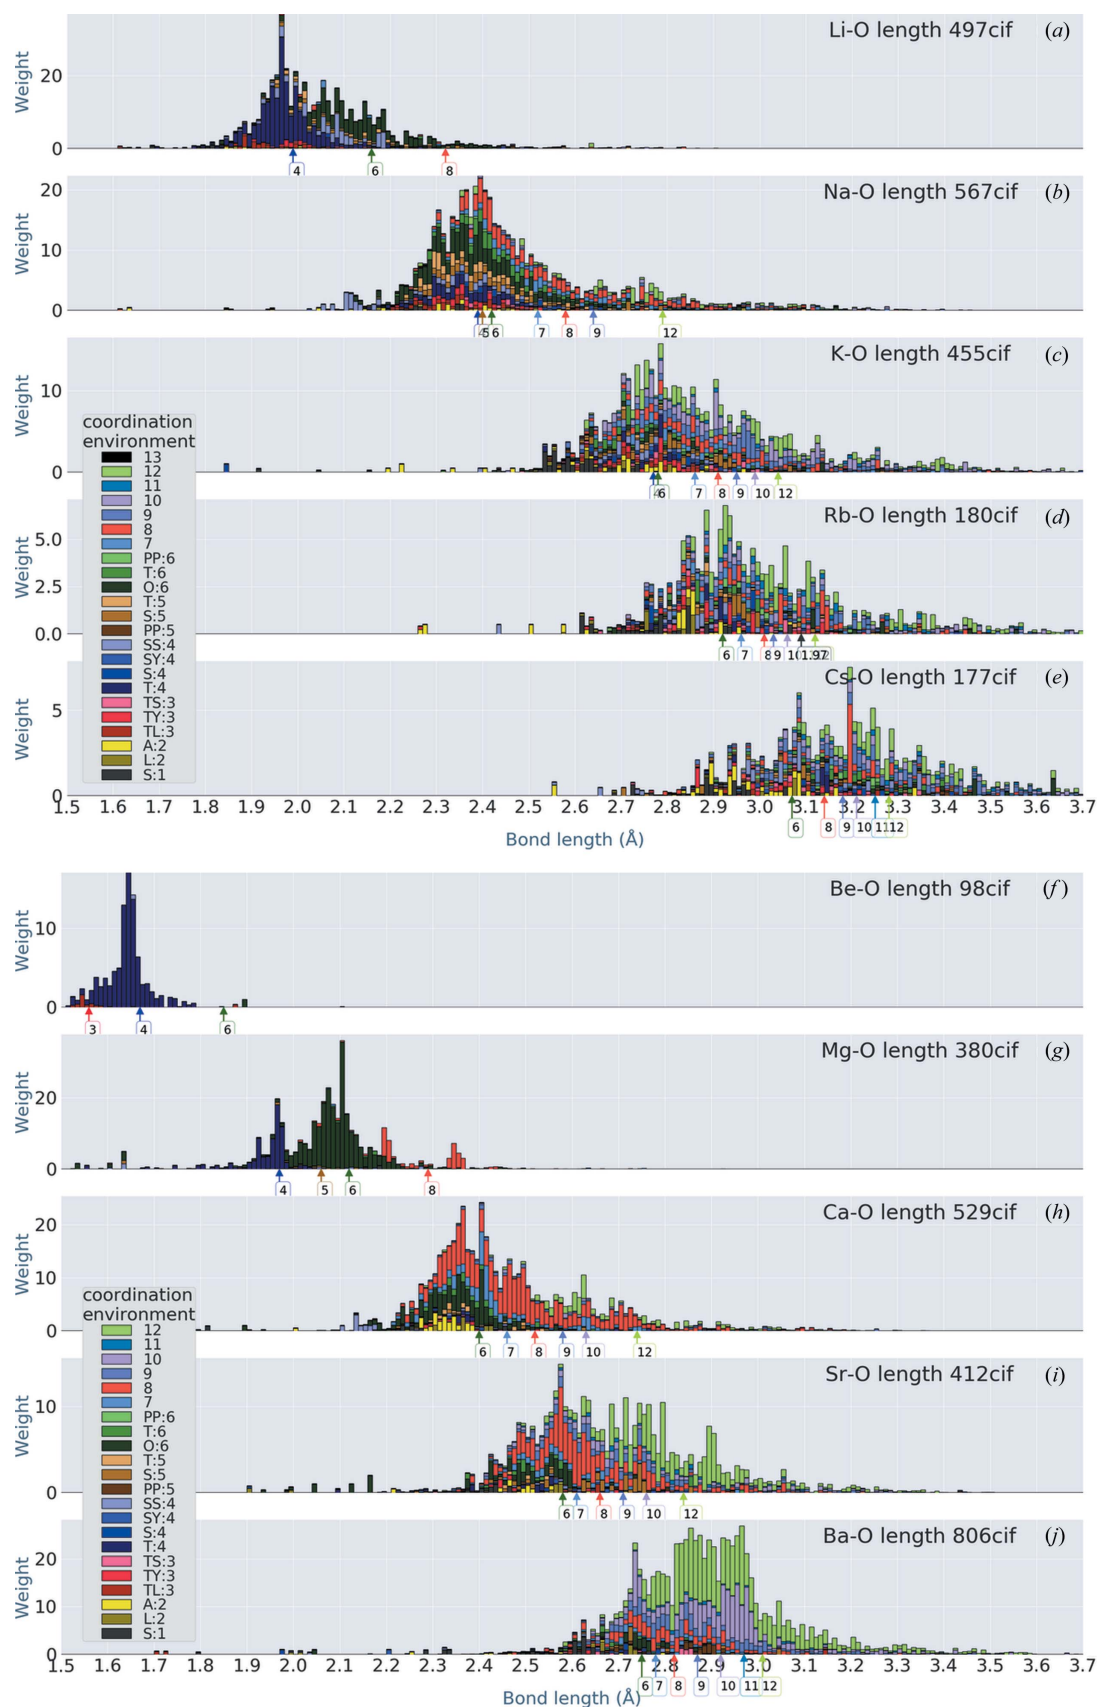 Li-O length 497cif (a)
Weight
20
0
4 6 8
Na-O length 567cif (b)
Weight
20
10
0
4 5 6 7 8 9 12
K-O length 455cif (c)
Weight
10
0
4 6 7 8 9 10 12
coordination
environment
13
12
11
10
9
8
7
PP:6
T:6
O:6
T:5
S:5
PP:5
SS:4
SY:4
S:4
T:4
TS:3
TY:3
TL:3
A:2
L:2
S:1
Rb-O length 180cif (d)
Weight
5.0
2.5
0.0
6 7 8 9 10
Cs-O length 177cif (e)
Weight
5
0
6 8 9 10 11 12
1.5 1.6 1.7 1.8 1.9 2.0 2.1 2.2 2.3 2.4 2.5 2.6 2.7 2.8 2.9 3.0 3.1 3.2 3.3 3.4 3.5 3.6 3.7
Bond length (Å)
Be-O length 98cif (f)
Weight
10
0
3 4 6
Mg-O length 380cif (g)
Weight
20
0
4 5 6 8
Ca-O length 529cif (h)
Weight
20
10
0
6 7 8 9 10 12
coordination
environment
12
11
10
9
8
7
PP:6
T:6
O:6
T:5
S:5
PP:5
SS:4
SY:4
S:4
T:4
TS:3
TY:3
TL:3
A:2
L:2
S:1
Sr-O length 412cif (i)
Weight
10
0
6 7 8 9 10 12
Ba-O length 806cif (j)
Weight
20
10
0
1.5 1.6 1.7 1.8 1.9 2.0 2.1 2.2 2.3 2.4 2.5 2.6 2.7 2.8 2.9 3.0 3.1 3.2 3.3 3.4 3.5 3.6 3.7
6 7 8 9 10 11 12
Bond length (Å)